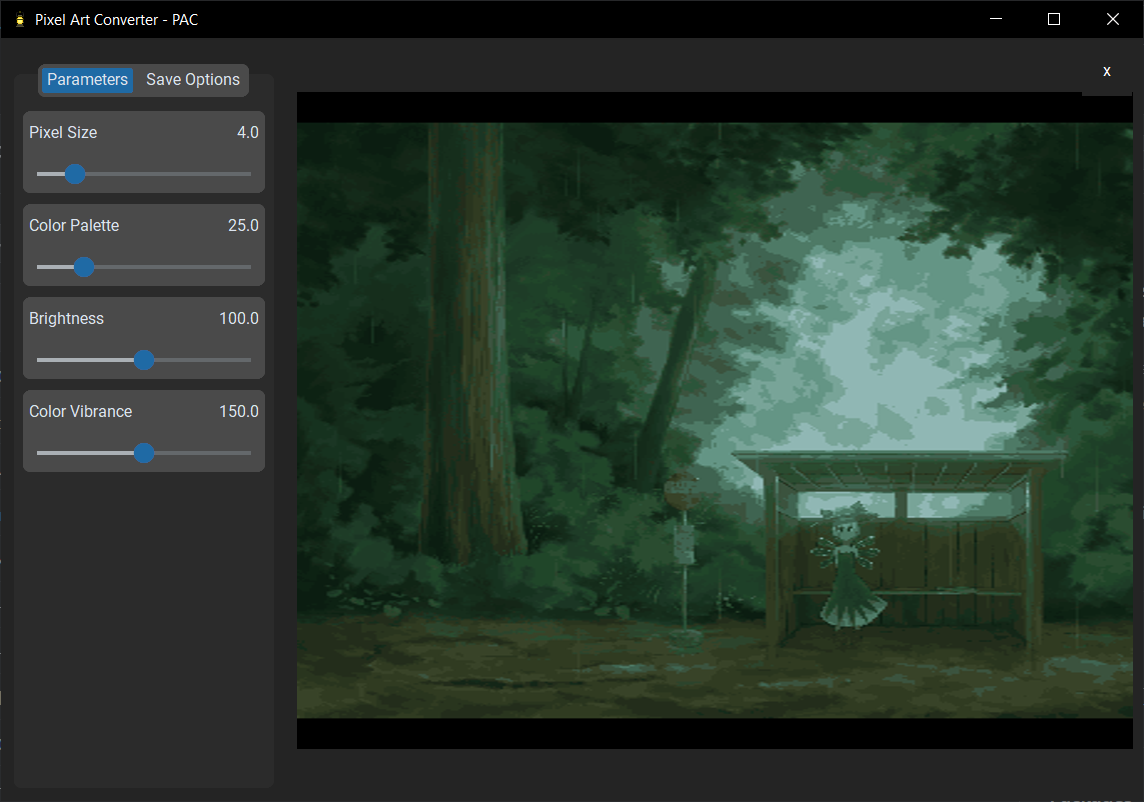 Pixel Art Converter - PAC
x
Parameters Save Options
Pixel Size 4.0
Color Palette 25.0
Brightness 100.0
Color Vibrance 150.0